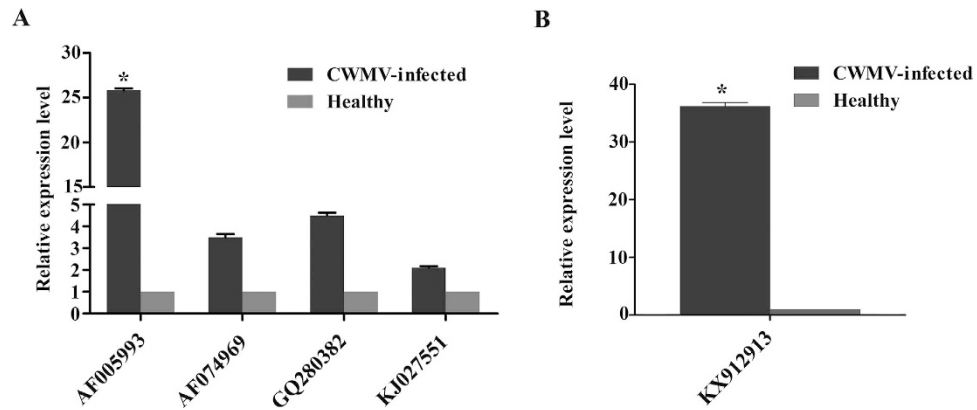 A
Relative expression level
30
25
20
15
5
4
3
2
1
0
*
CWMV-infected
Healthy
AF005993
AF074969
GQ280382
KJ027551
B
Relative expression level
40
30
20
10
0
*
CWMV-infected
Healthy
KX912913